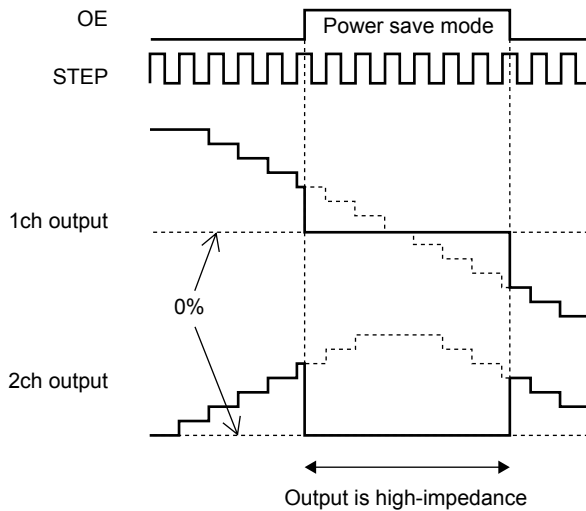 OE
Power save mode
STEP
1ch output
0%
2ch output
Output is high-impedance